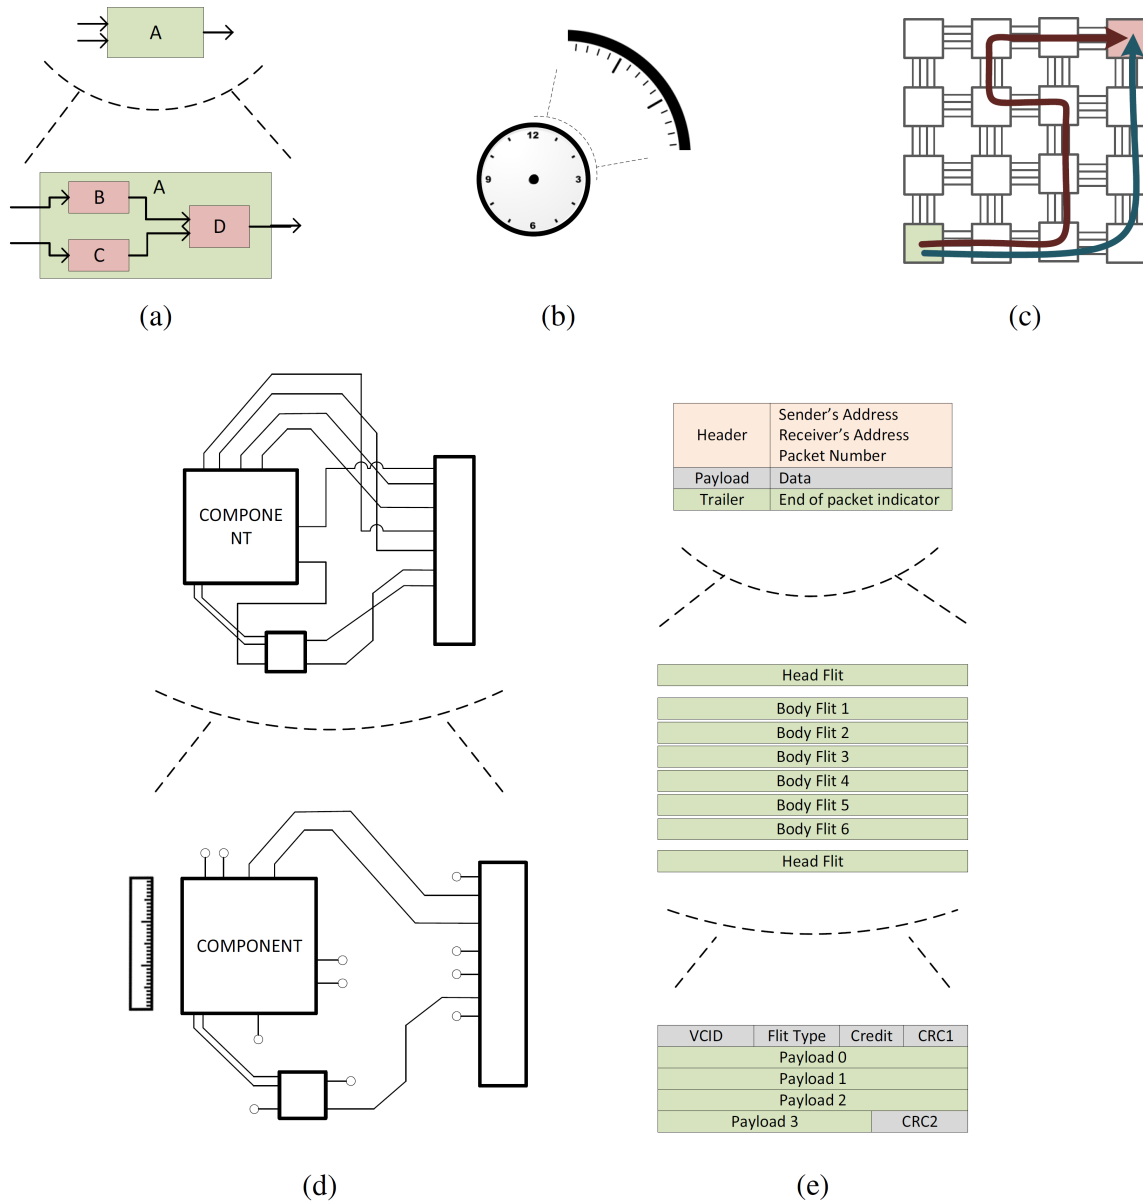 A
A
B
C
D
(a)
12
9
3
6
(b)
(c)
COMPONE
NT
COMPONENT
(d)
Header
Sender's Address
Receiver's Address
Packet Number
Payload
Data
Trailer
End of packet indicator
Head Flit
Body Flit 1
Body Flit 2
Body Flit 3
Body Flit 4
Body Flit 5
Body Flit 6
Head Flit
VCID
Flit Type
Credit
CRC1
Payload 0
Payload 1
Payload 2
Payload 3
CRC2
(e)